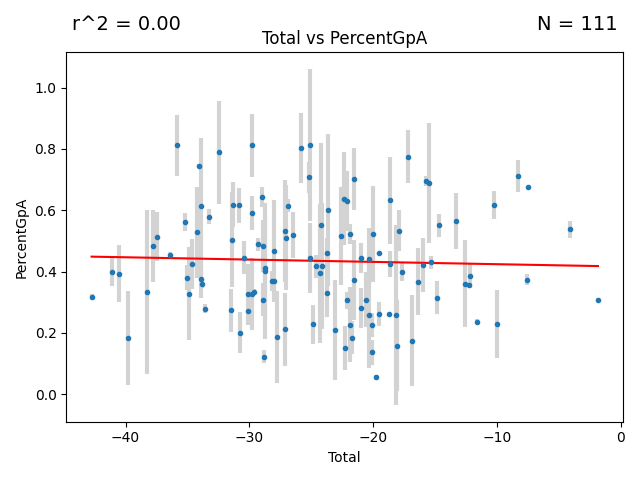 r^2 = 0.00
N = 111
Total vs PercentGpA
PercentGpA
1.0
0.8
0.6
0.4
0.2
0.0
−40
−30
−20
−10
0
Total